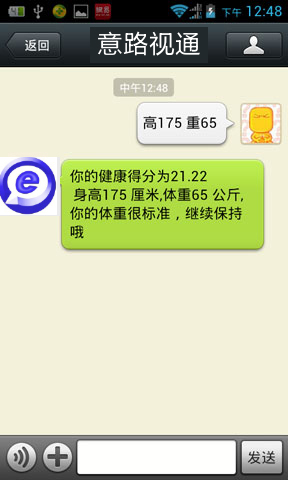 下午 12:48
返回
意路视通
中午12:48
高175 重65
你的健康得分为21.22
身高175 厘米,体重65 公斤,
你的体重很标准，继续保持
哦
发送